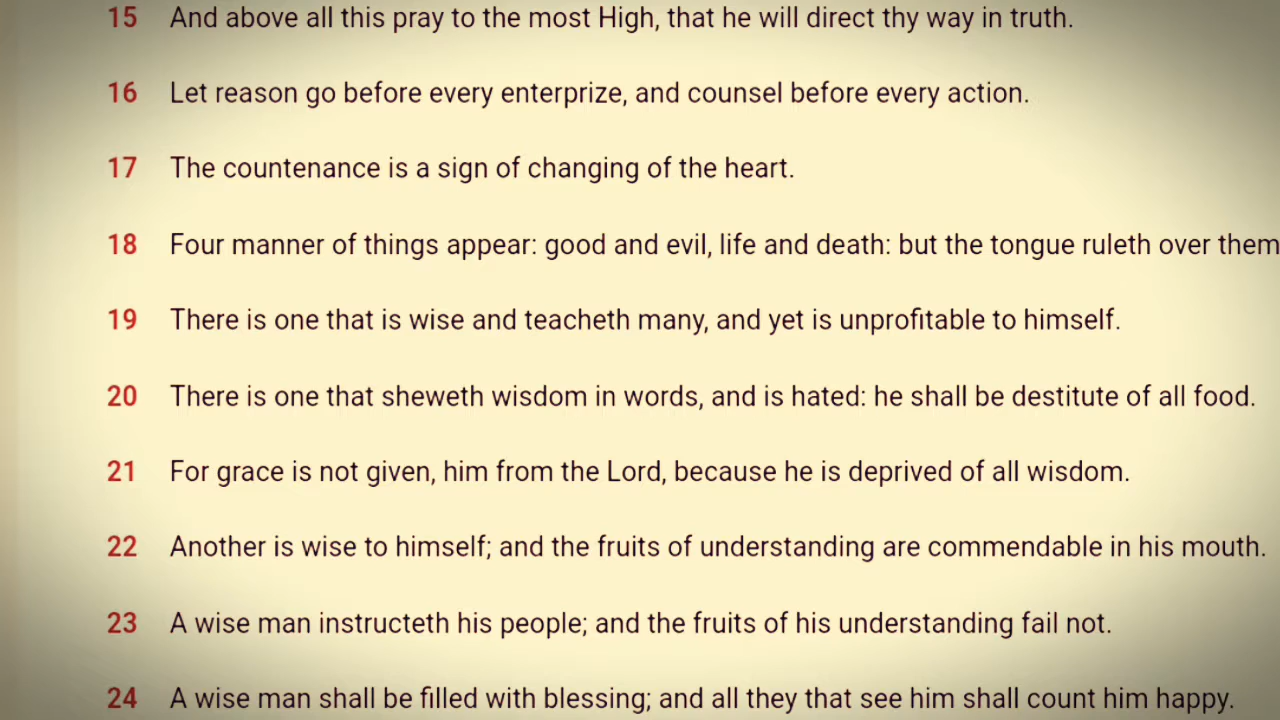 15 And above all this pray to the most High, that he will direct thy way in truth.
16 Let reason go before every enterprize, and counsel before every action.
17 The countenance is a sign of changing of the heart.
18 Four manner of things appear: good and evil, life and death: but the tongue ruleth over them
19 There is one that is wise and teacheth many, and yet is unprofitable to himself.
20 There is one that sheweth wisdom in words, and is hated: he shall be destitute of all food.
21 For grace is not given, him from the Lord, because he is deprived of all wisdom.
22 Another is wise to himself; and the fruits of understanding are commendable in his mouth.
23 A wise man instructeth his people; and the fruits of his understanding fail not.
24 A wise man shall be filled with blessing; and all they that see him shall count him happy.